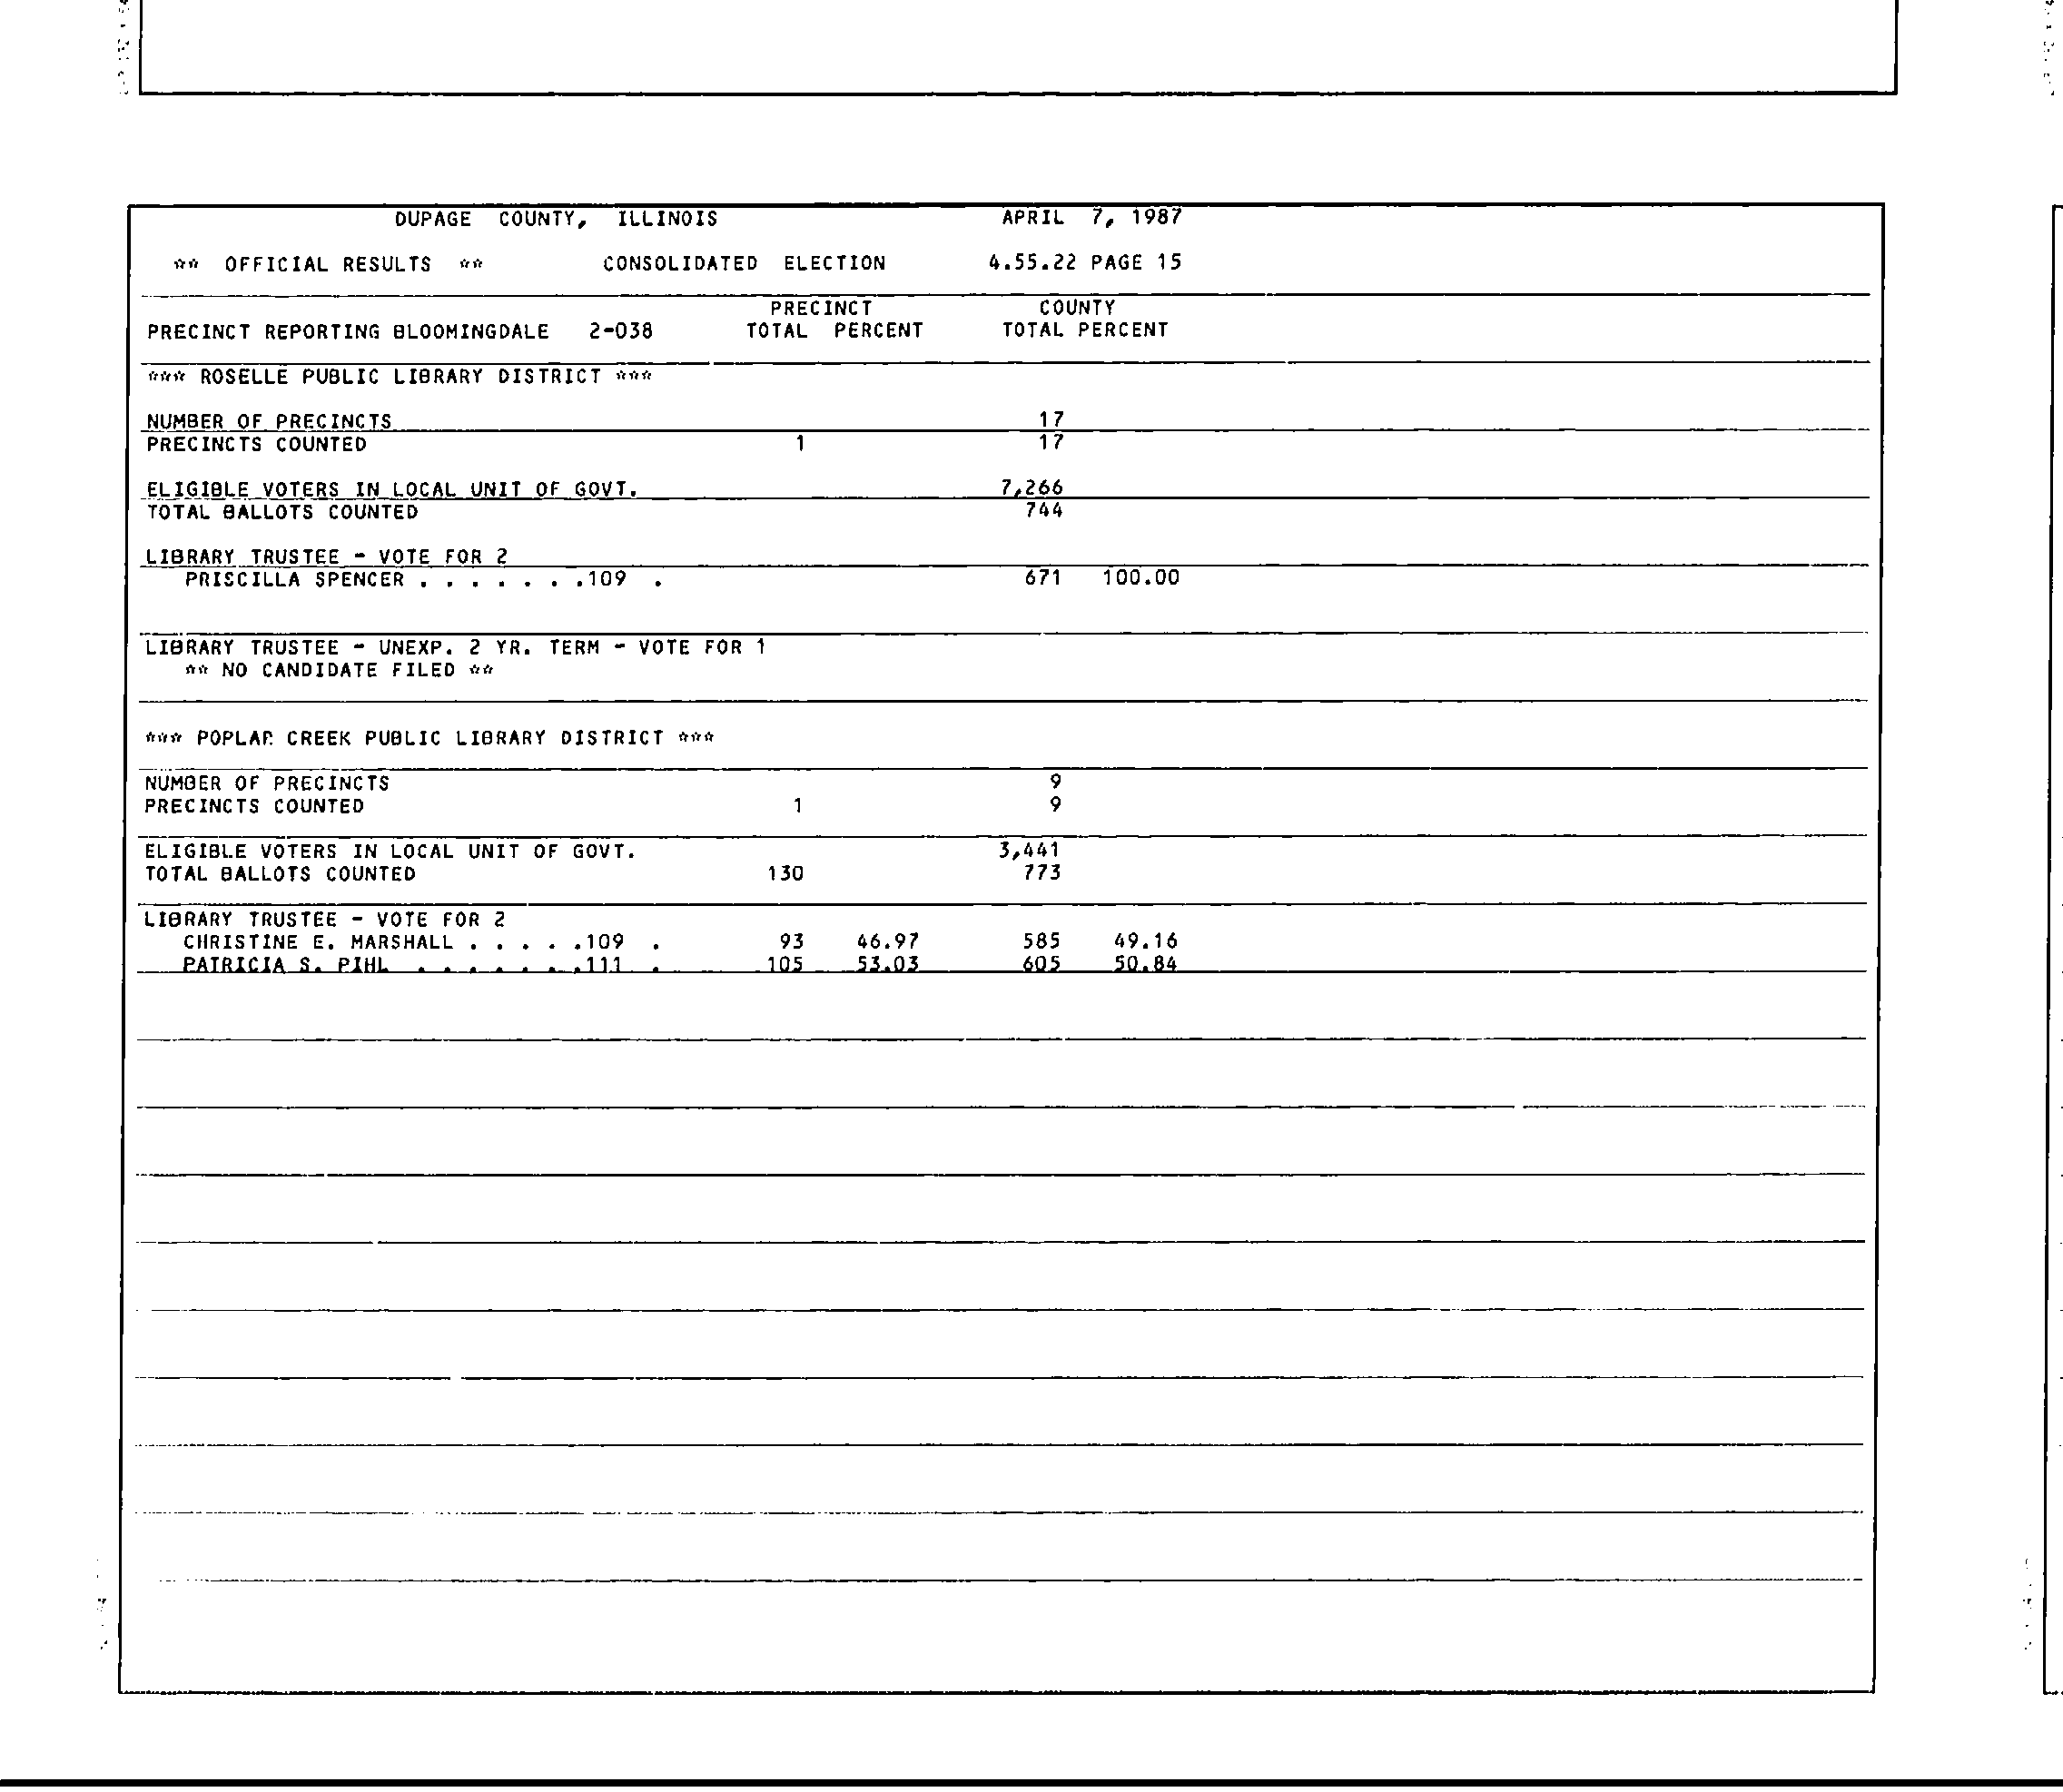 DUPAGE COUNTY, ILLINOIS APRIL 7, 1987
** OFFICIAL RESULTS ** CONSOLIDATED ELECTION 4.55.22 PAGE 15
PRECINCT COUNTY
PRECINCT REPORTING BLOOMINGDALE 2-038 TOTAL PERCENT TOTAL PERCENT
*** ROSELLE PUBLIC LIBRARY DISTRICT ***
NUMBER OF PRECINCTS 17
PRECINCTS COUNTED 1 17
ELIGIBLE VOTERS IN LOCAL UNIT OF GOVT. 7,266
TOTAL BALLOTS COUNTED 744
LIBRARY TRUSTEE - VOTE FOR 2
PRISCILLA SPENCER . . . . . . .109 . 671 100.00
LIBRARY TRUSTEE - UNEXP. 2 YR. TERM - VOTE FOR 1
** NO CANDIDATE FILED **
*** POPLAR CREEK PUBLIC LIBRARY DISTRICT ***
NUMBER OF PRECINCTS 9
PRECINCTS COUNTED 1 9
ELIGIBLE VOTERS IN LOCAL UNIT OF GOVT. 3,441
TOTAL BALLOTS COUNTED 130 773
LIBRARY TRUSTEE - VOTE FOR 2
CHRISTINE E. MARSHALL . . . . .109 . 93 46.97 585 49.16
PATRICIA S. PIHL . . . . . . .111 . 105 53.03 605 50.84